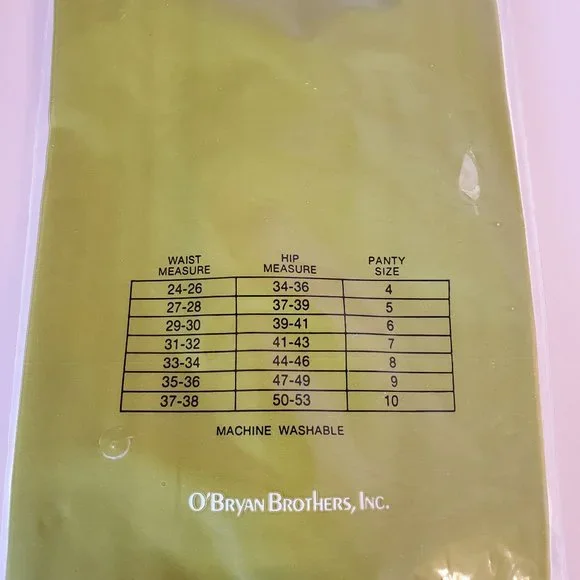 WAIST MEASURE HIP MEASURE PANTY SIZE
24-26 34-36 4
27-28 37-39 5
29-30 39-41 6
31-32 41-43 7
33-34 44-46 8
35-36 47-49 9
37-38 50-53 10
MACHINE WASHABLE
O'BRYAN BROTHERS, INC.